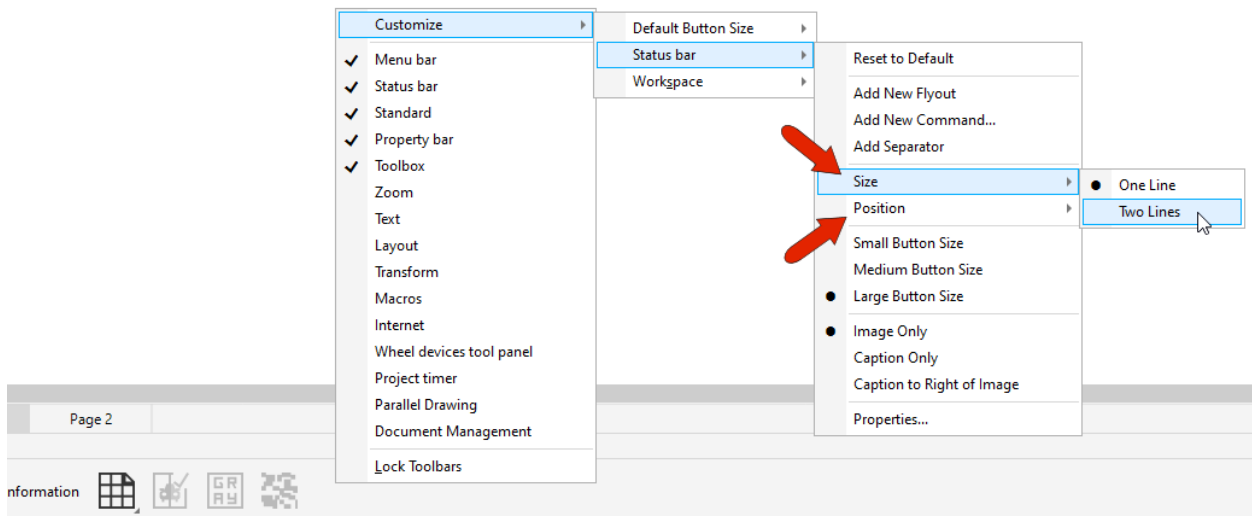 Customize
Menu bar
Status bar
Standard
Property bar
Toolbox
Zoom
Text
Layout
Transform
Macros
Internet
Wheel devices tool panel
Project timer
Parallel Drawing
Document Management
Lock Toolbars
Default Button Size
Status bar
Workspace
Reset to Default
Add New Flyout
Add New Command...
Add Separator
Size
Position
Small Button Size
Medium Button Size
Large Button Size
Image Only
Caption Only
Caption to Right of Image
Properties...
One Line
Two Lines
Page 2
nformation
GR
AY